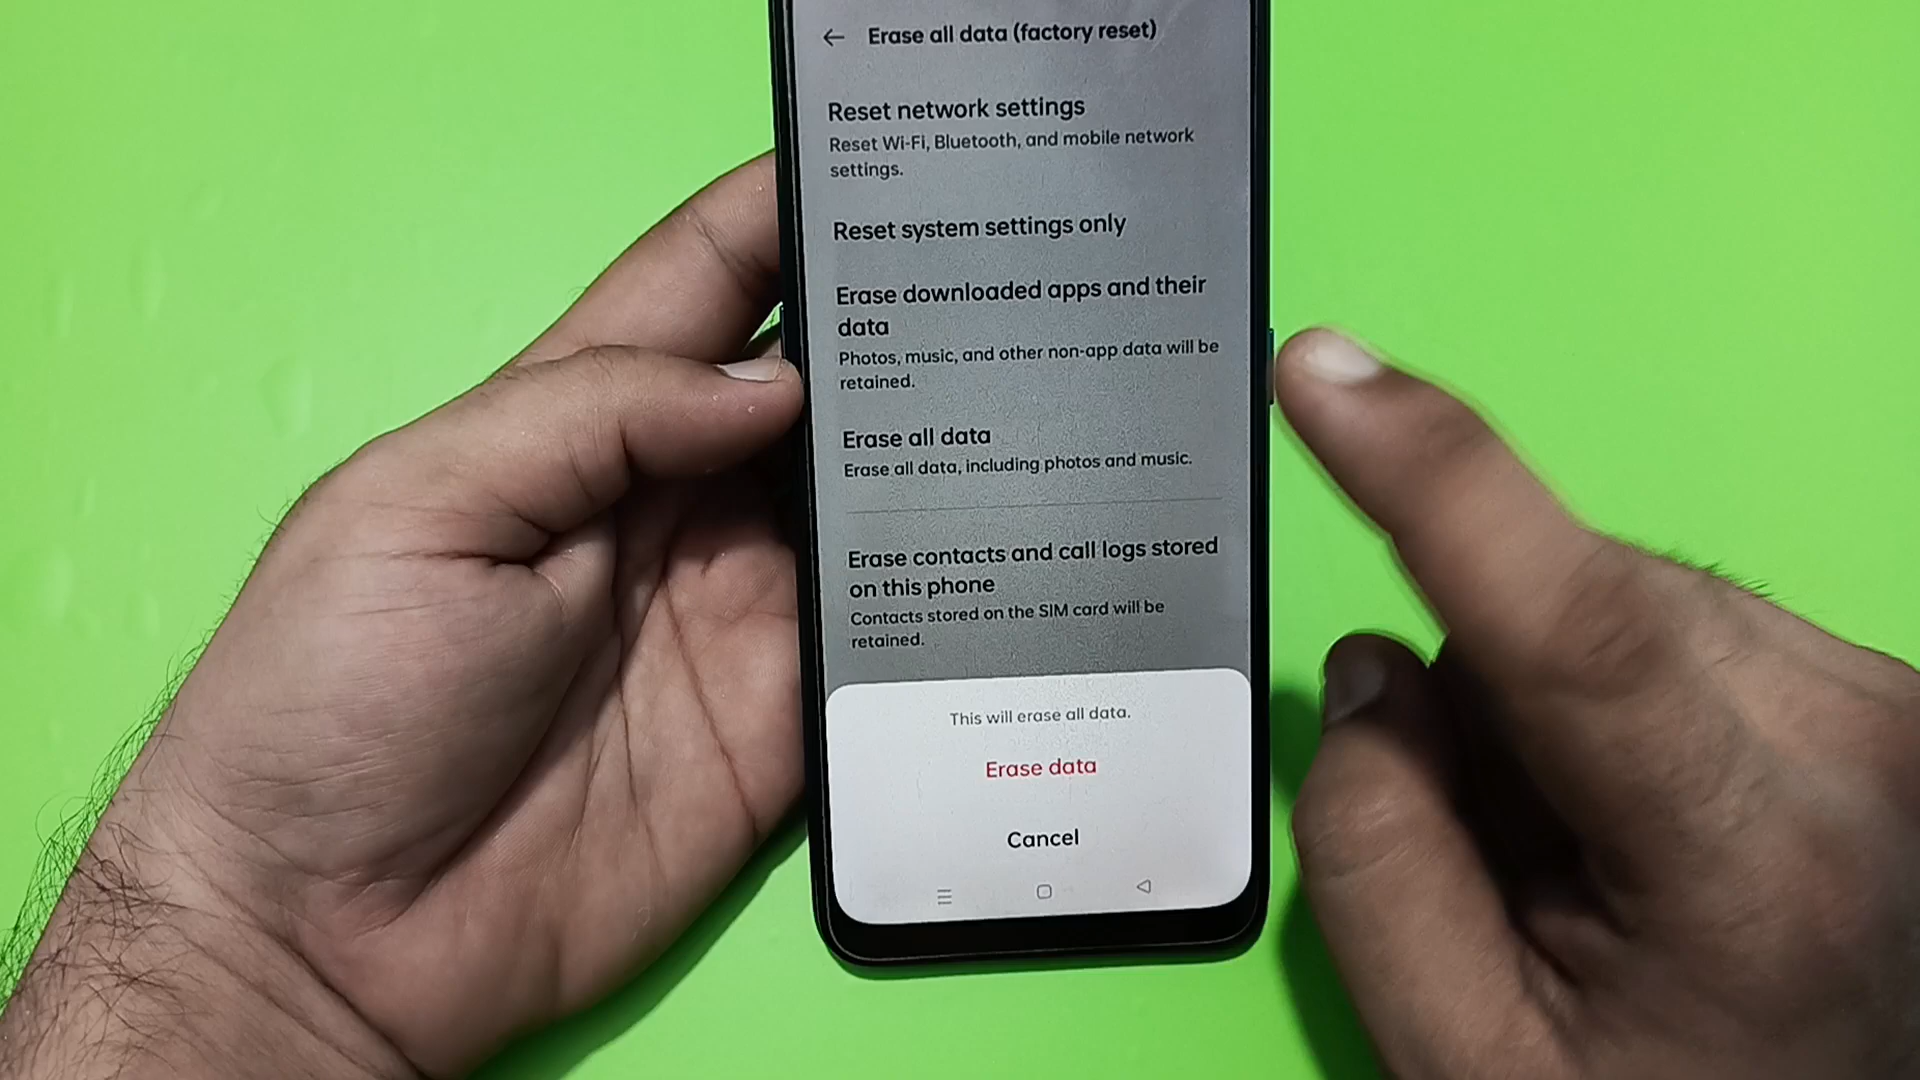 Erase all data (factory reset)
Reset network settings
Reset Wi-Fi, Bluetooth, and mobile network
settings.
Reset system settings only
Erase downloaded apps and their
data
Photos, music, and other non-app data will be
retained.
Erase all data
Erase all data, including photos and music.
Erase contacts and call logs stored
on this phone
Contacts stored on the SIM card will be
retained.
This will erase all data.
Erase data
Cancel